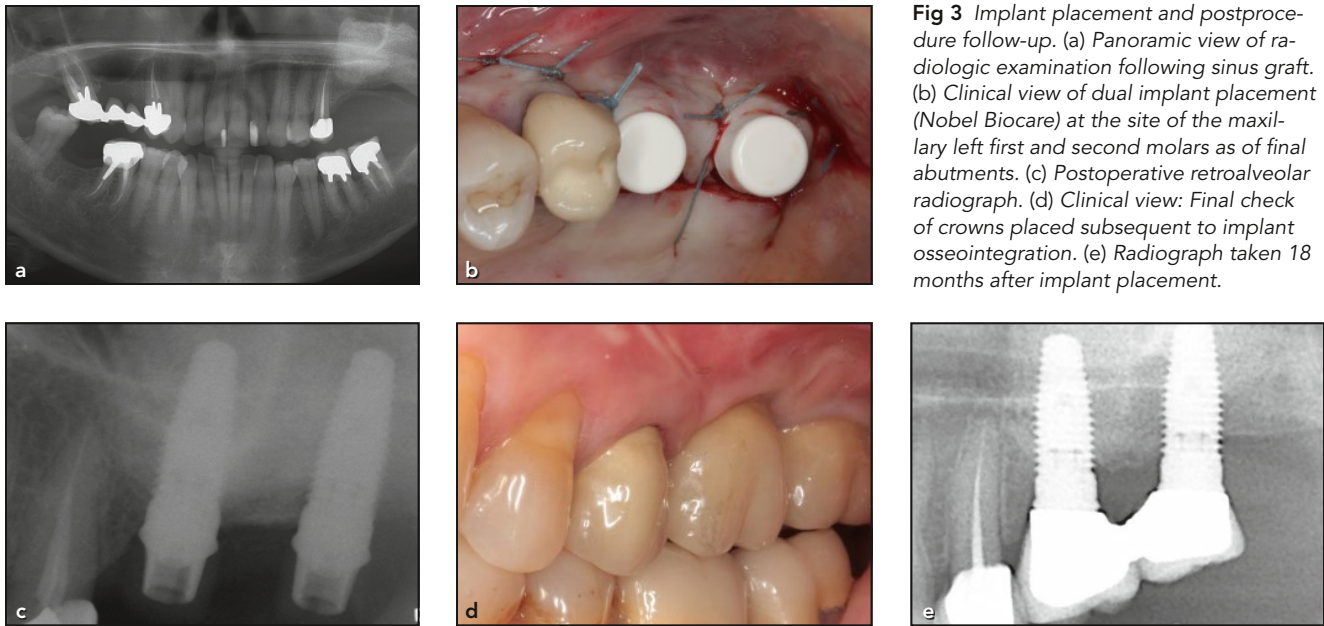 Fig 3 Implant placement and postproce-
dure follow-up. (a) Panoramic view of ra-
diologic examination following sinus graft.
(b) Clinical view of dual implant placement
(Nobel Biocare) at the site of the maxil-
lary left first and second molars as of final
abutments. (c) Postoperative retroalveolar
radiograph. (d) Clinical view: Final check
of crowns placed subsequent to implant
osseointegration. (e) Radiograph taken 18
months after implant placement.
a
b
c
d
e